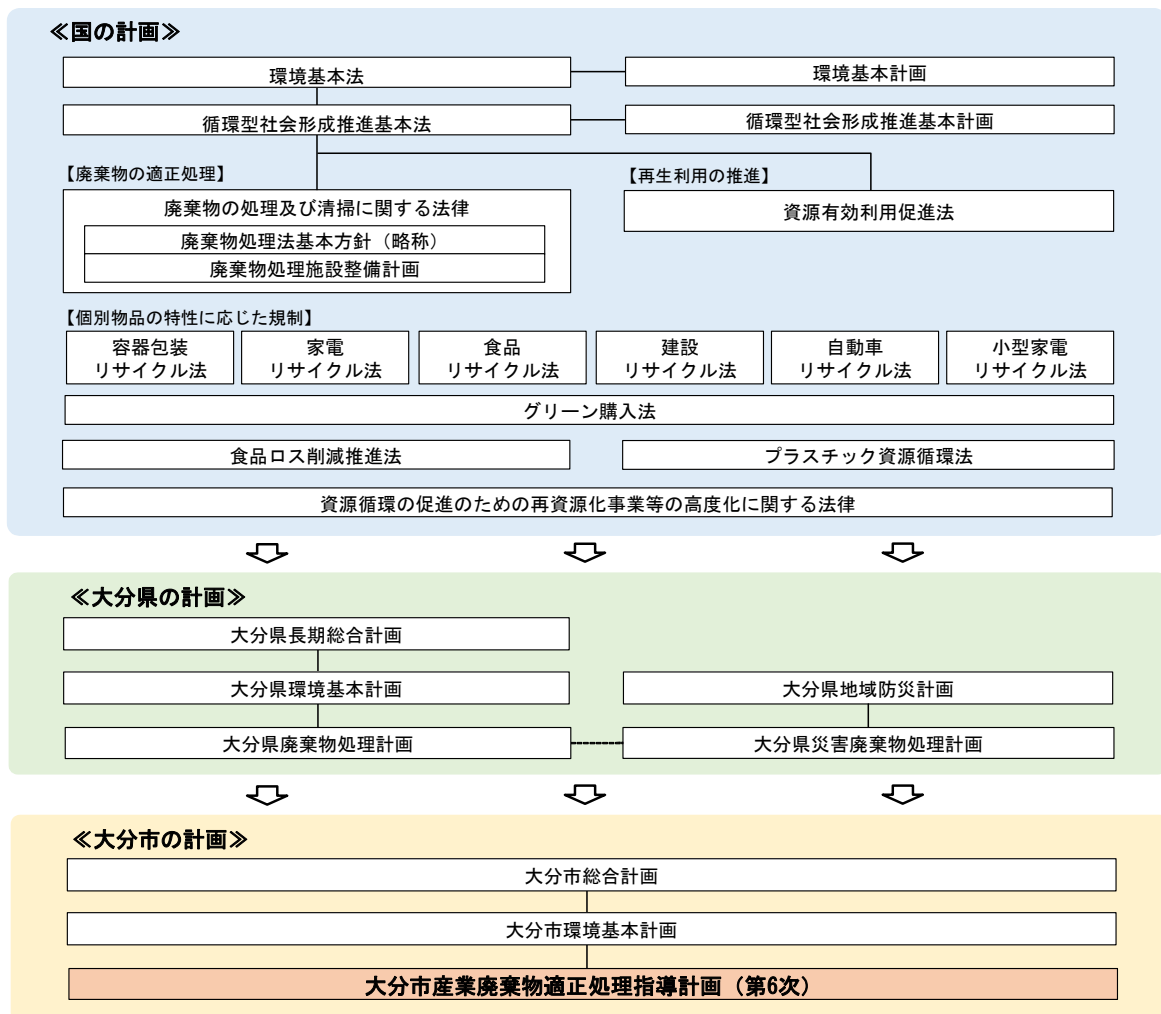 ≪国の計画≫
環境基本法
環境基本計画
循環型社会形成推進基本法
循環型社会形成推進基本計画
【廃棄物の適正処理】
【再生利用の推進】
廃棄物の処理及び清掃に関する法律
資源有効利用促進法
廃棄物処理法基本方針（略称）
廃棄物処理施設整備計画
【個別物品の特性に応じた規制】
容器包装
リサイクル法
家電
リサイクル法
食品
リサイクル法
建設
リサイクル法
自動車
リサイクル法
小型家電
リサイクル法
グリーン購入法
食品ロス削減推進法
プラスチック資源循環法
資源循環の促進のための再資源化事業等の高度化に関する法律
≪大分県の計画≫
大分県長期総合計画
大分県環境基本計画
大分県地域防災計画
大分県廃棄物処理計画
大分県災害廃棄物処理計画
≪大分市の計画≫
大分市総合計画
大分市環境基本計画
大分市産業廃棄物適正処理指導計画（第6次）